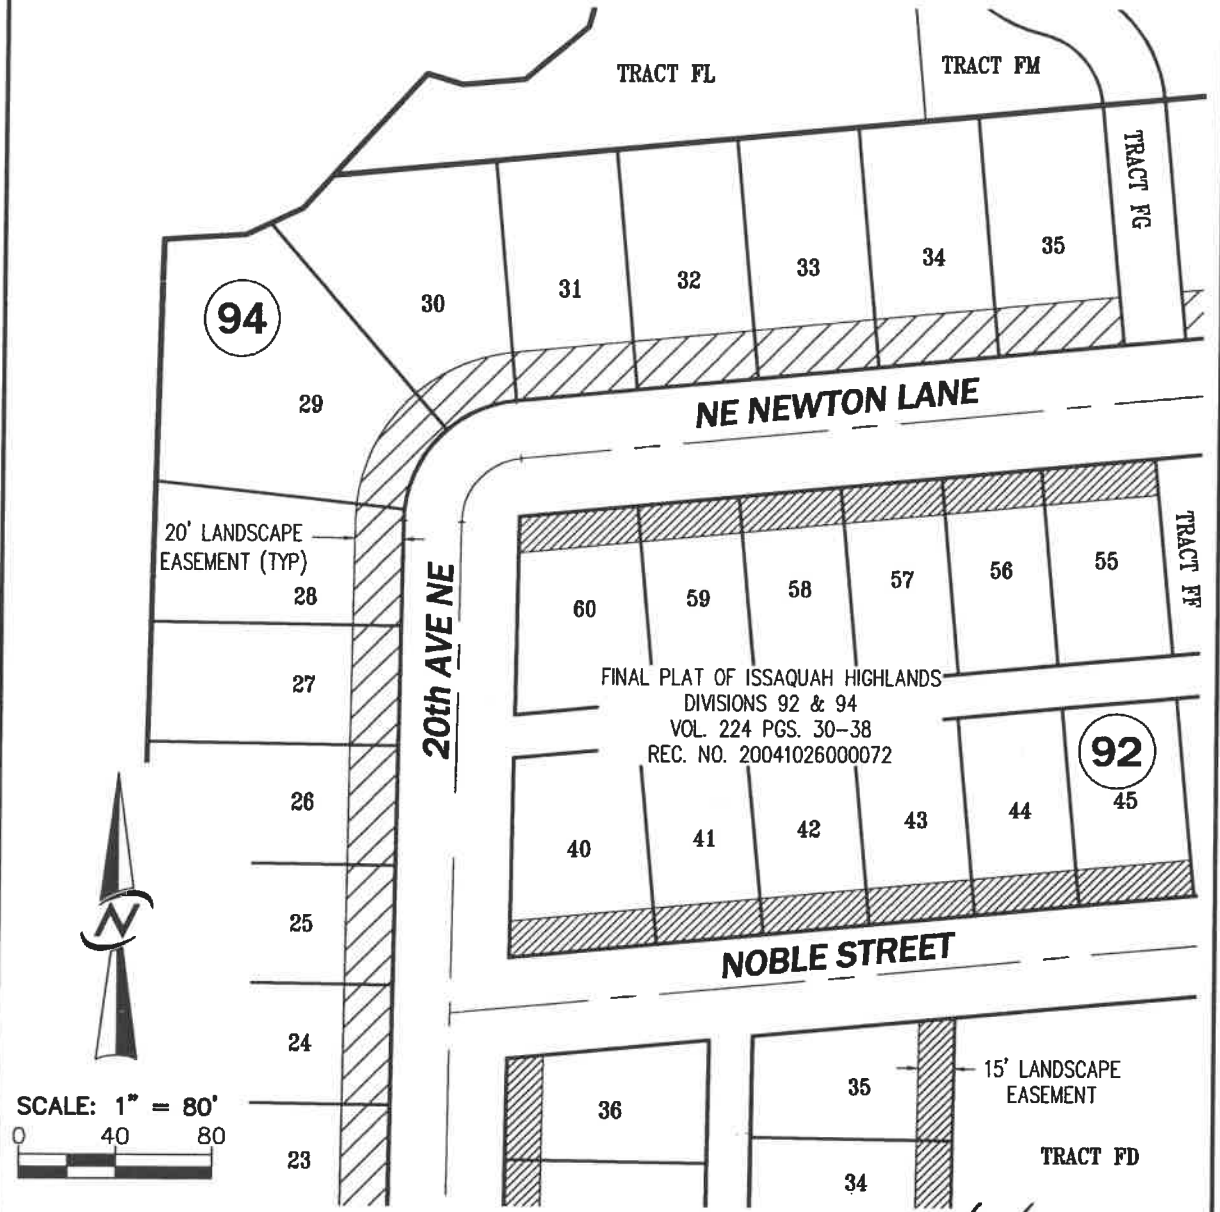 TRACT FL
TRACT FM
TRACT FG
30
31
32
33
34
35
94
29
NE NEWTON LANE
20' LANDSCAPE
EASEMENT (TYP)
28
27
26
25
24
23
20th AVE NE
60
59
58
57
56
55
TRACT FF
FINAL PLAT OF ISSAQUAH HIGHLANDS
DIVISIONS 92 & 94
VOL. 224 PGS. 30-38
REC. NO. 20041026000072
92
40
41
42
43
44
45
NOBLE STREET
N
36
35
34
15' LANDSCAPE
EASEMENT
TRACT FD
SCALE: 1" = 80'
0 40 80